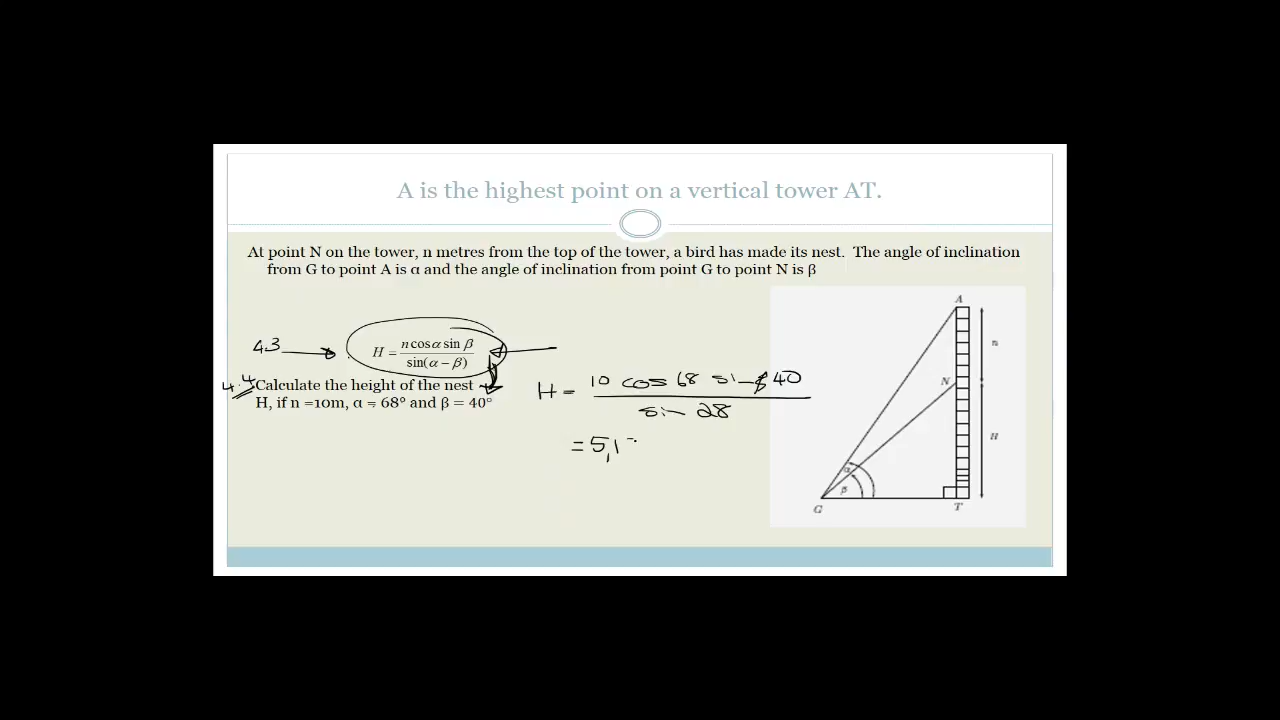 A is the highest point on a vertical tower AT.
At point N on the tower, n metres from the top of the tower, a bird has made its nest. The angle of inclination
from G to point A is α and the angle of inclination from point G to point N is β
4.3
H = n cos α sin β / sin(α − β)
4.4 Calculate the height of the nest
H, if n =10m, α = 68° and β = 40°
H = 10 cos 68 sin 40 / sin 28
= 5,1
A
n
N
H
α
β
G
T